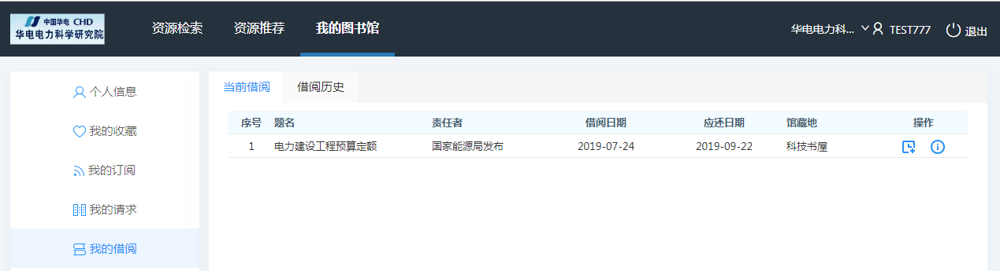 中国华电 CHD
华电电力科学研究院
资源检索 资源推荐 我的图书馆 华电电力科... TEST777 退出
个人信息
我的收藏
我的订阅
我的请求
我的借阅
当前借阅 借阅历史
序号 题名 责任者 借阅日期 应还日期 馆藏地 操作
1 电力建设工程预算定额 国家能源局发布 2019-07-24 2019-09-22 科技书屋